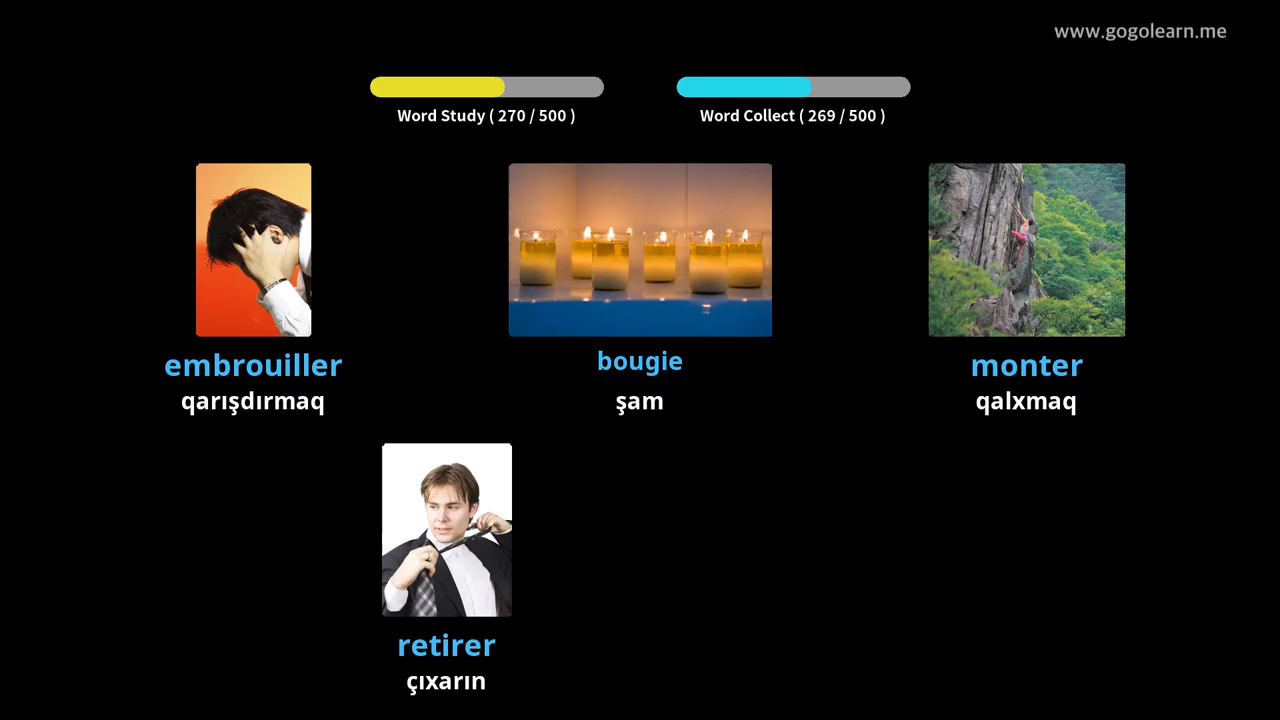 www.gogolearn.me
Word Study ( 270 / 500 )
Word Collect ( 269 / 500 )
embrouiller
qarışdırmaq
bougie
şam
monter
qalxmaq
retirer
çıxarın